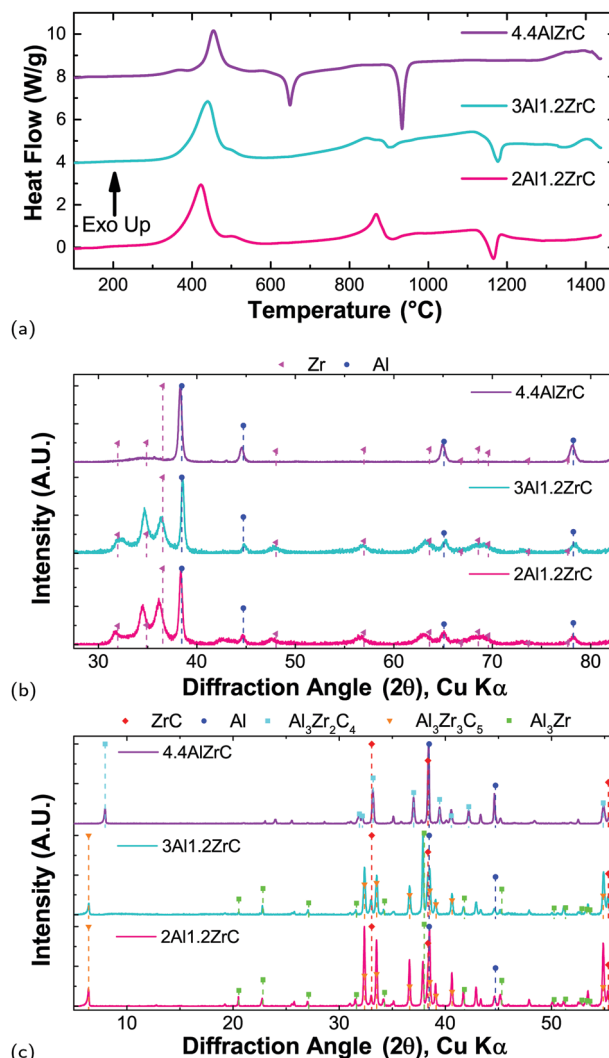 10
4.4AlZrC
8
3Al1.2ZrC
6
4
2Al1.2ZrC
2
Exo Up
0
Heat Flow (W/g)
200 400 600 800 1000 1200 1400
Temperature (°C)
(a)
Zr Al
4.4AlZrC
3Al1.2ZrC
2Al1.2ZrC
Intensity (A.U.)
30 40 50 60 70 80
Diffraction Angle (2θ), Cu Kα
(b)
ZrC Al Al₃Zr₂C₄ Al₃Zr₃C₅ Al₃Zr
4.4AlZrC
3Al1.2ZrC
2Al1.2ZrC
Intensity (A.U.)
10 20 30 40 50
Diffraction Angle (2θ), Cu Kα
(c)